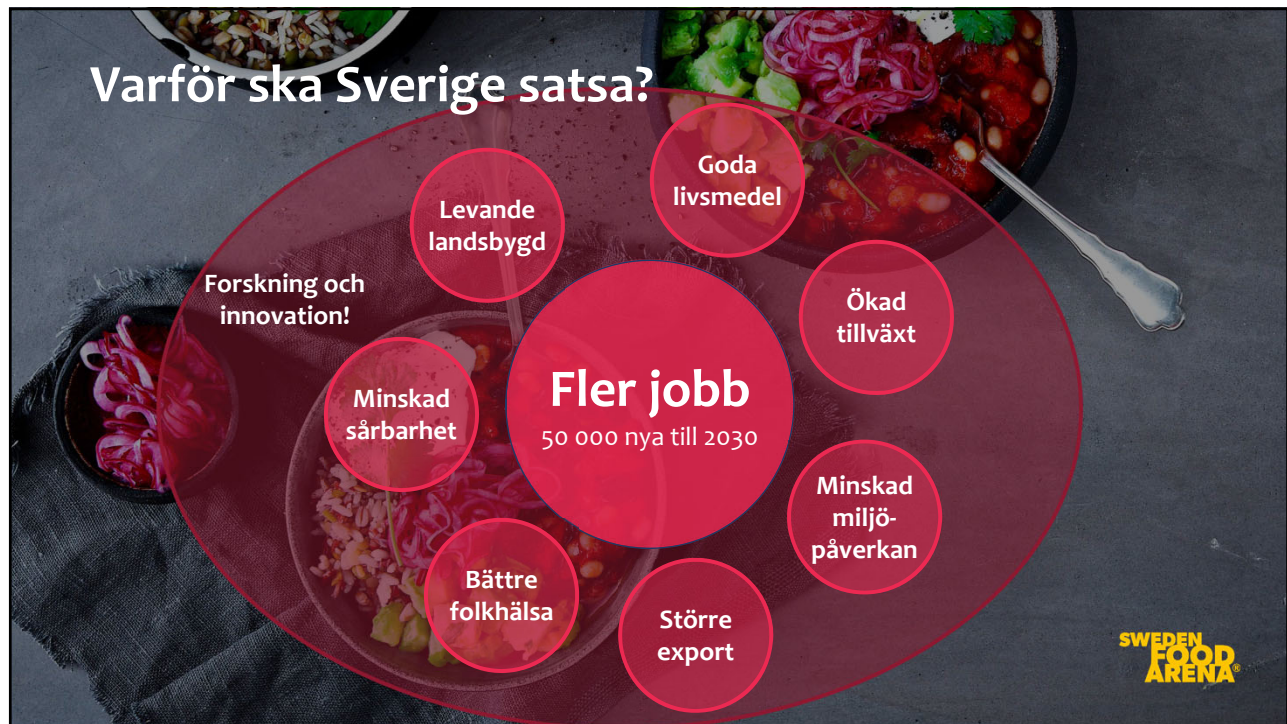 Varför ska Sverige satsa?
Goda
livsmedel
Levande
landsbygd
Forskning och
innovation!
Ökad
tillväxt
Minskad
sårbarhet
Fler jobb
50 000 nya till 2030
Minskad
miljö-
påverkan
Bättre
folkhälsa
Större
export
SWEDEN
FOOD
ARENA®